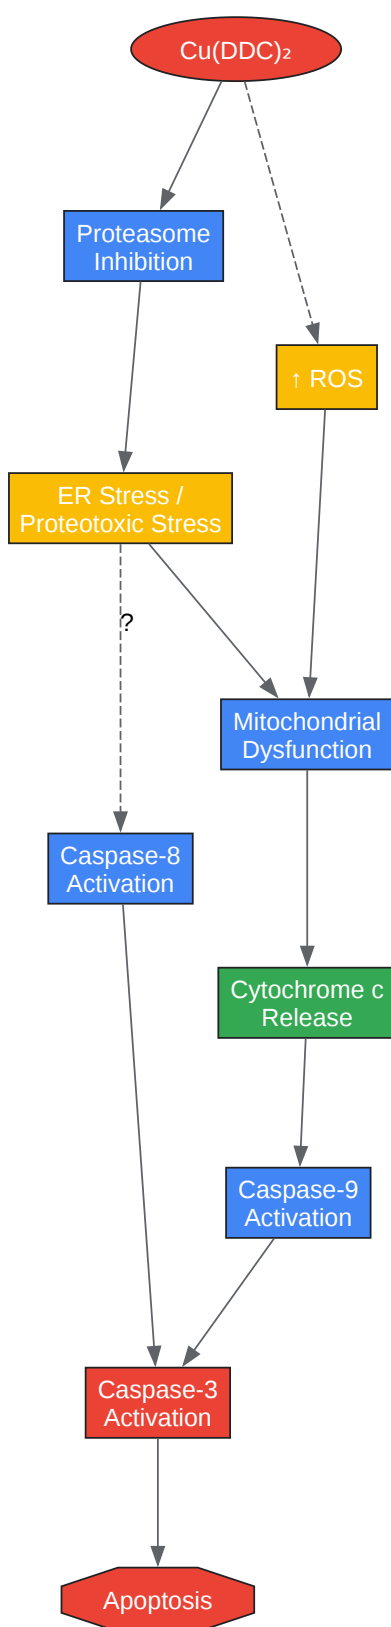 Cu(DDC)₂
Proteasome
Inhibition
↑ ROS
ER Stress /
Proteotoxic Stress
?
Mitochondrial
Dysfunction
Caspase-8
Activation
Cytochrome c
Release
Caspase-9
Activation
Caspase-3
Activation
Apoptosis